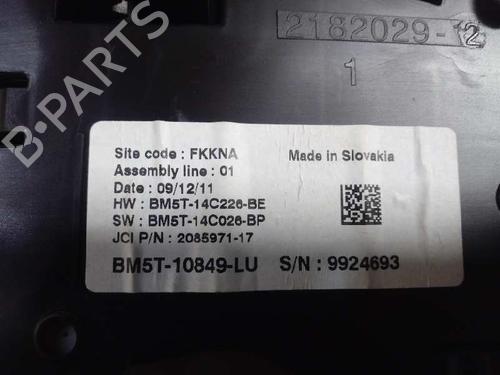 2182029-12
1
Site code : FKKNA
Made in Slovakia
Assembly line : 01
Date : 09/12/11
HW : BM5T-14C226-BE
SW : BM5T-14C026-BP
JCI P/N : 2085971-17
BM5T-10849-LU S/N : 9924693
B-PARTS